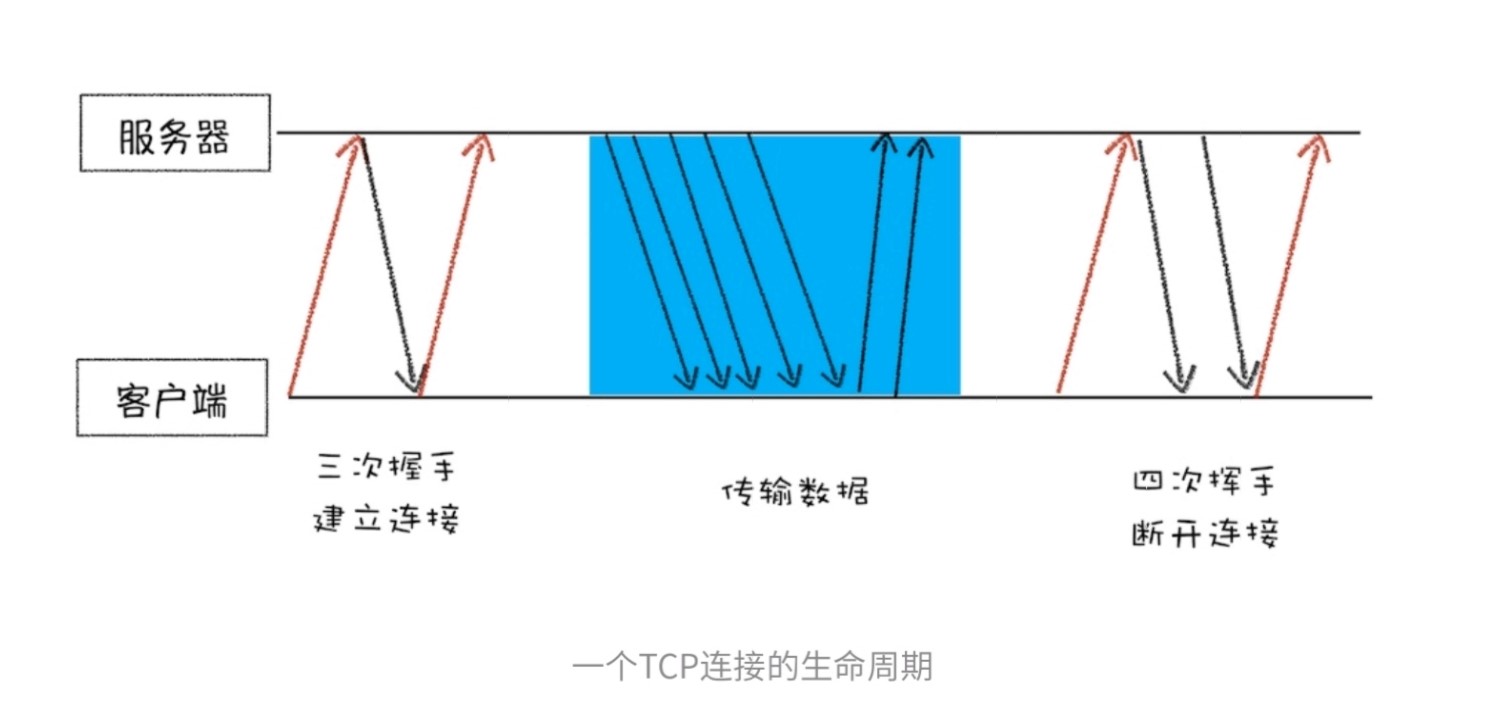 服务器
客户端
三次握手
建立连接
传输数据
四次挥手
断开连接
一个TCP连接的生命周期